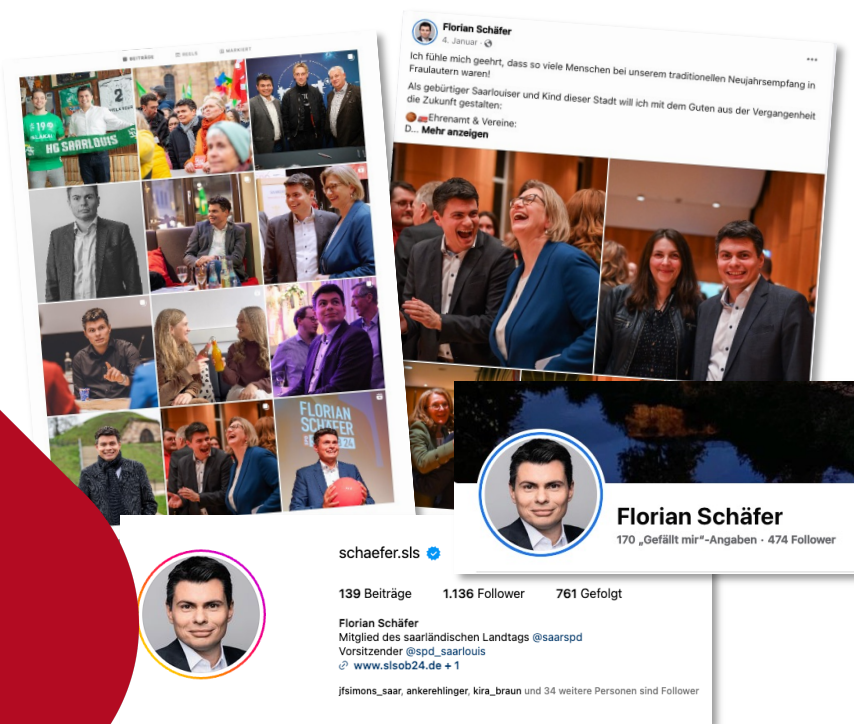 BEITRÄGE REELS MARKIERT
HG SAARLOUIS
2
FLORIAN
SCHÄFER
24
Florian Schäfer
4. Januar ·
Ich fühle mich geehrt, dass so viele Menschen bei unserem traditionellen Neujahrsempfang in
Fraulautern waren!
Als gebürtiger Saarlouiser und Kind dieser Stadt will ich mit dem Guten aus der Vergangenheit
die Zukunft gestalten:
Ehrenamt & Vereine:
D... Mehr anzeigen
Florian Schäfer
170 „Gefällt mir“-Angaben · 474 Follower
schaefer.sls
139 Beiträge 1.136 Follower 761 Gefolgt
Florian Schäfer
Mitglied des saarländischen Landtags @saarspd
Vorsitzender @spd_saarlouis
www.slsob24.de + 1
jfsimons_saar, ankerehlinger, kira_braun und 34 weitere Personen sind Follower